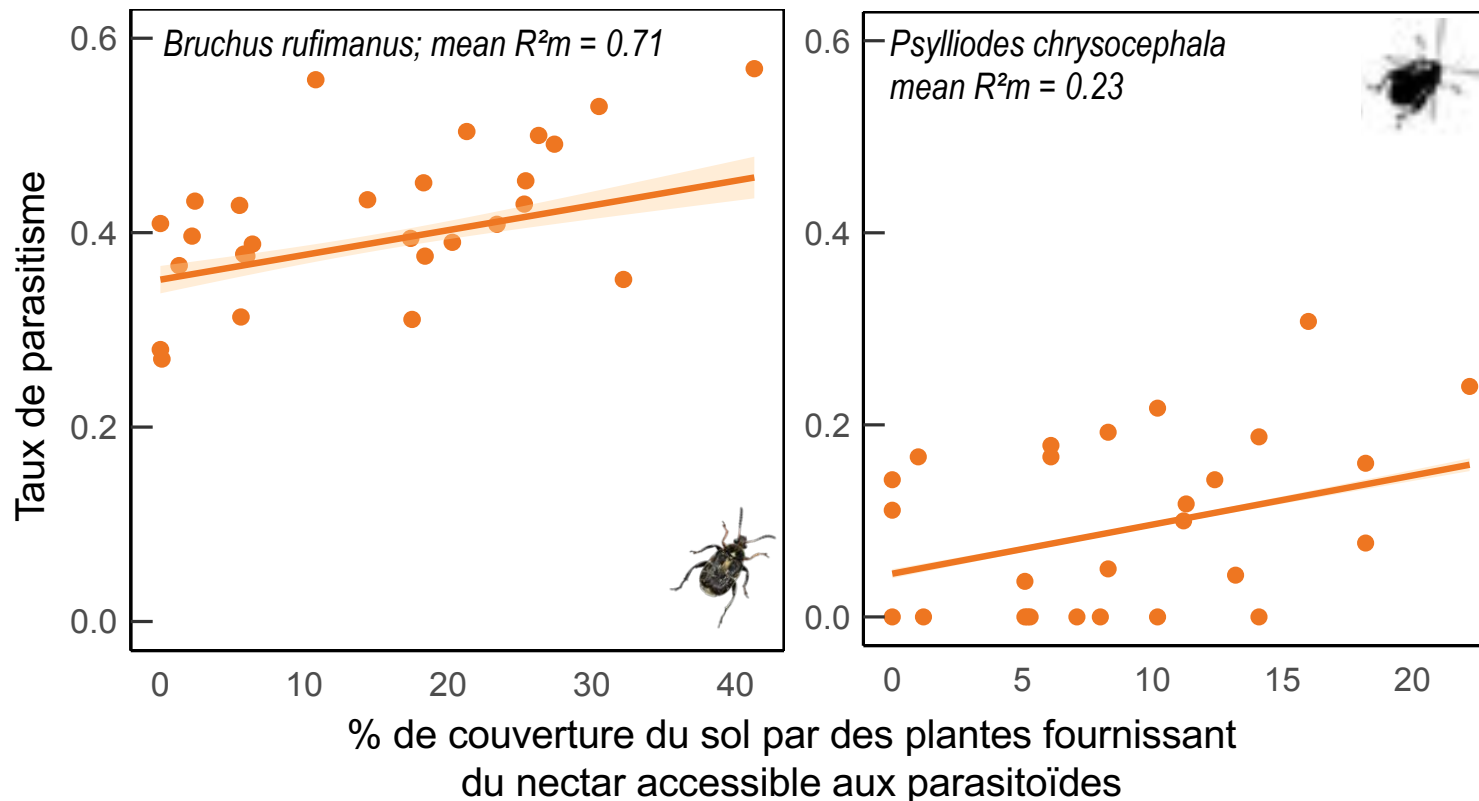 Bruchus rufimanus; mean R²m = 0.71
Psylliodes chrysocephala
mean R²m = 0.23
Taux de parasitisme
0.6
0.4
0.2
0.0
0.6
0.4
0.2
0.0
0 10 20 30 40
0 5 10 15 20
% de couverture du sol par des plantes fournissant
du nectar accessible aux parasitoïdes